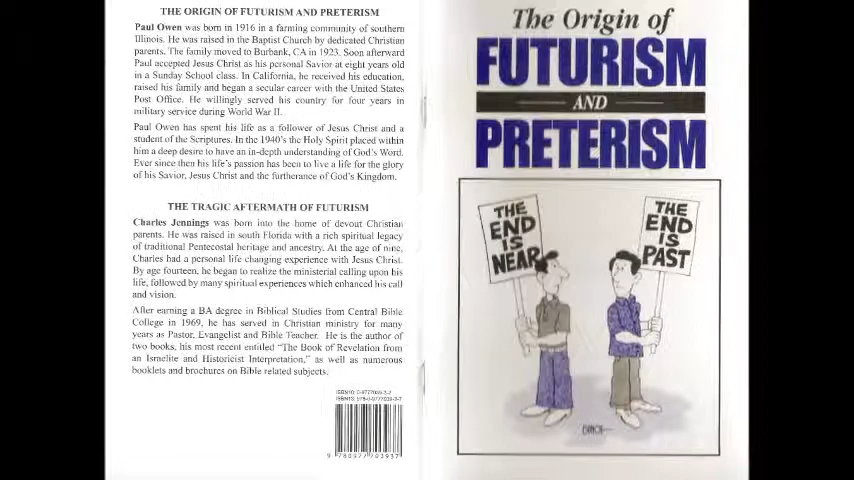 THE ORIGIN OF FUTURISM AND PRETERISM
Paul Owen was born in 1916 in a farming community of southern
Illinois. He was raised in the Baptist Church by dedicated Christian
parents. The family moved to Burbank, CA in 1923. Soon afterward
Paul accepted Jesus Christ as his personal Savior at eight years old
in a Sunday School class. In California, he received his education,
raised his family and began a secular career with the United States
Post Office. He willingly served his country for four years in
military service during World War II.
Paul Owen has spent his life as a follower of Jesus Christ and a
student of the Scriptures. In the 1940's the Holy Spirit placed within
him a deep desire to have an in-depth understanding of God's Word.
Ever since then his life's passion has been to live a life for the glory
of his Savior, Jesus Christ and the furtherance of God's Kingdom.
THE TRAGIC AFTERMATH OF FUTURISM
Charles Jennings was born into the home of devout Christian
parents. He was raised in south Florida with a rich spiritual legacy
of traditional Pentecostal heritage and ancestry. At the age of nine,
Charles had a personal life changing experience with Jesus Christ.
By age fourteen, he began to realize the ministerial calling upon his
life, followed by many spiritual experiences which enhanced his call
and vision.
After earning a BA degree in Biblical Studies from Central Bible
College in 1969, he has served in Christian ministry for many
years as Pastor, Evangelist and Bible Teacher. He is the author of
two books, his most recent entitled "The Book of Revelation from
an Israelite and Historicist Interpretation," as well as numerous
booklets and brochures on Bible related subjects.
The Origin of
FUTURISM
AND
PRETERISM
THE
END
IS
NEAR
THE
END
IS
PAST